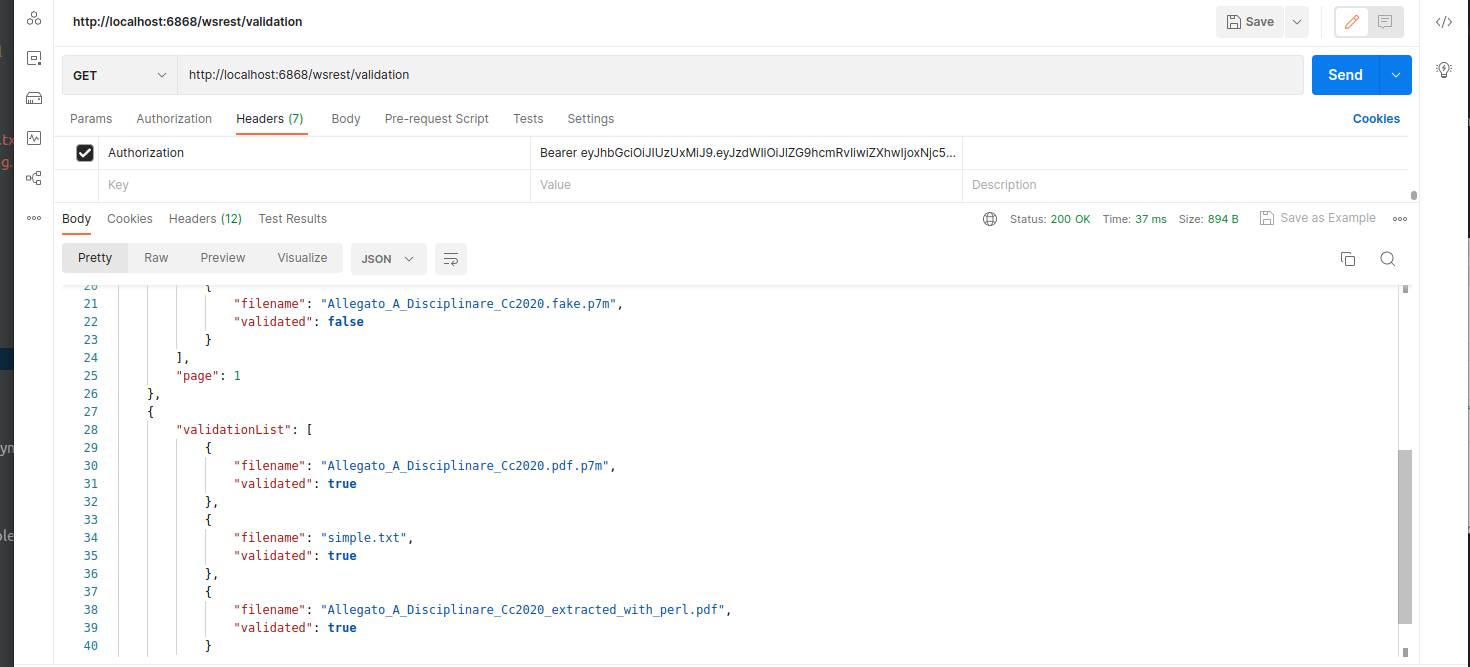 http://localhost:6868/wsrest/validation
Save
GET
http://localhost:6868/wsrest/validation
Send
Params Authorization Headers (7) Body Pre-request Script Tests Settings Cookies
Authorization Bearer eyJhbGciOiJIUzUxMiJ9.eyJzdWIiOiJlZG9hcmRvIiwiZXhwIjoxNjc5...
Key Value Description
Body Cookies Headers (12) Test Results Status: 200 OK Time: 37 ms Size: 894 B Save as Example
Pretty Raw Preview Visualize JSON
20 {
21 "filename": "Allegato_A_Disciplinare_Cc2020.fake.p7m",
22 "validated": false
23 }
24 ],
25 "page": 1
26 },
27 {
28 "validationList": [
29 {
30 "filename": "Allegato_A_Disciplinare_Cc2020.pdf.p7m",
31 "validated": true
32 },
33 {
34 "filename": "simple.txt",
35 "validated": true
36 },
37 {
38 "filename": "Allegato_A_Disciplinare_Cc2020_extracted_with_perl.pdf",
39 "validated": true
40 }